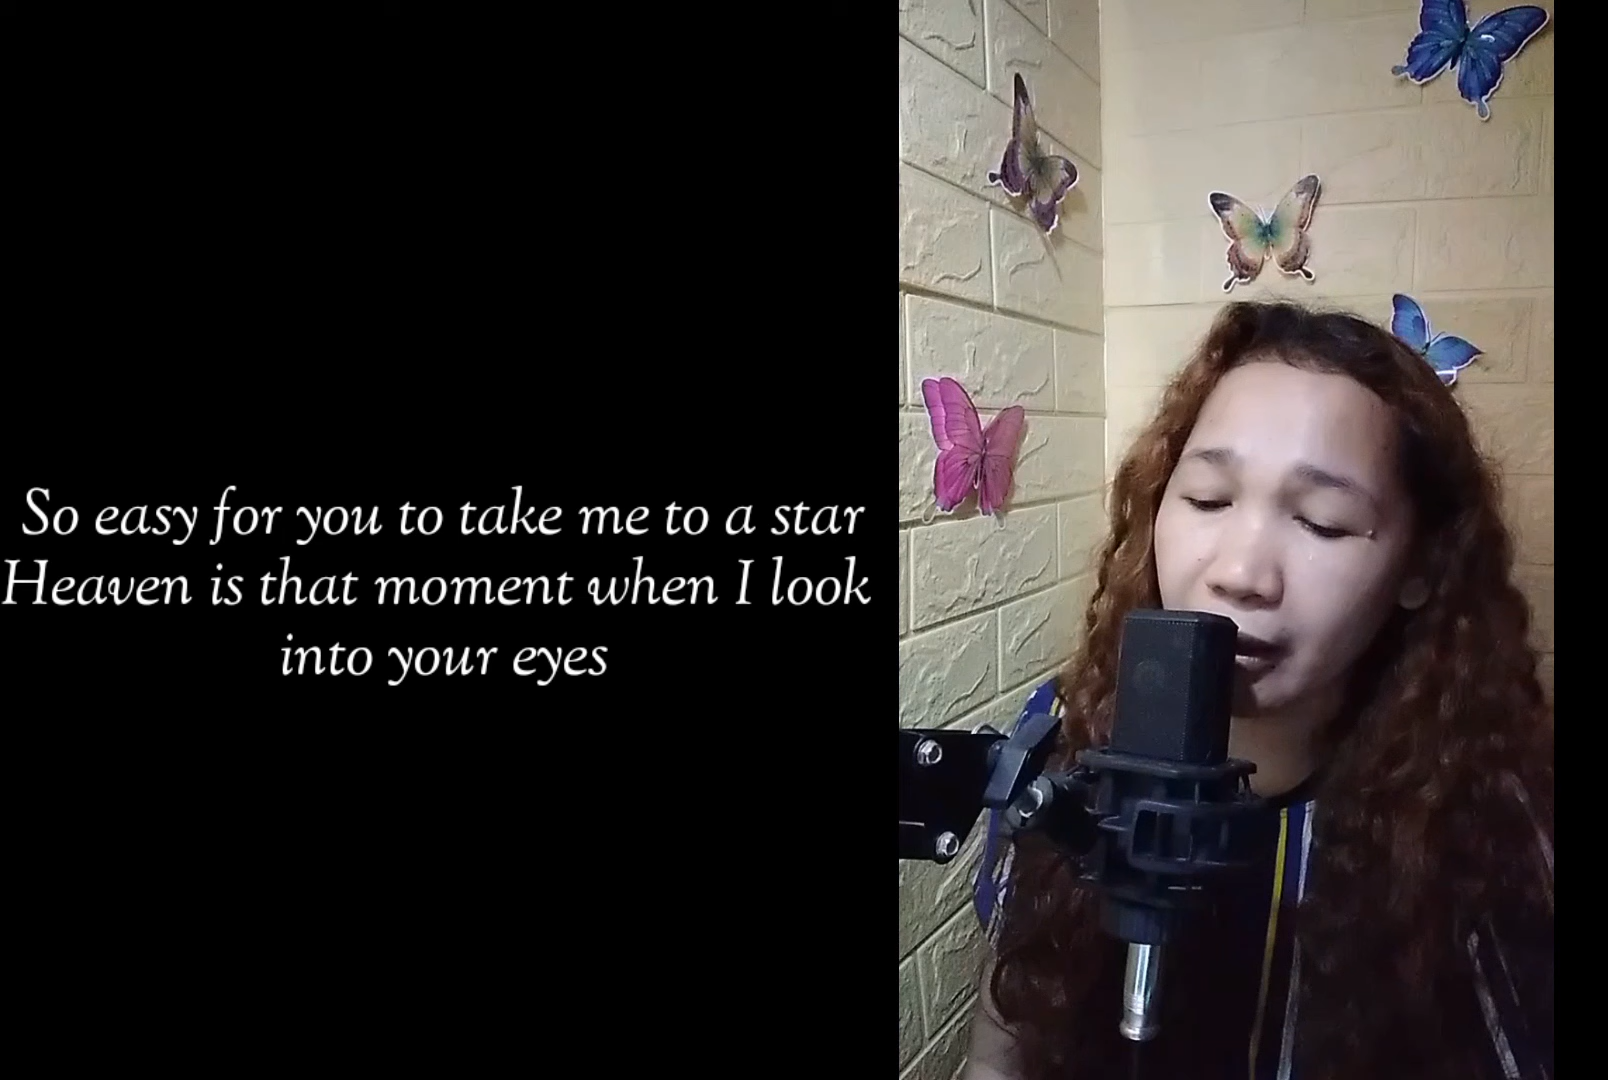 So easy for you to take me to a star
Heaven is that moment when I look
into your eyes